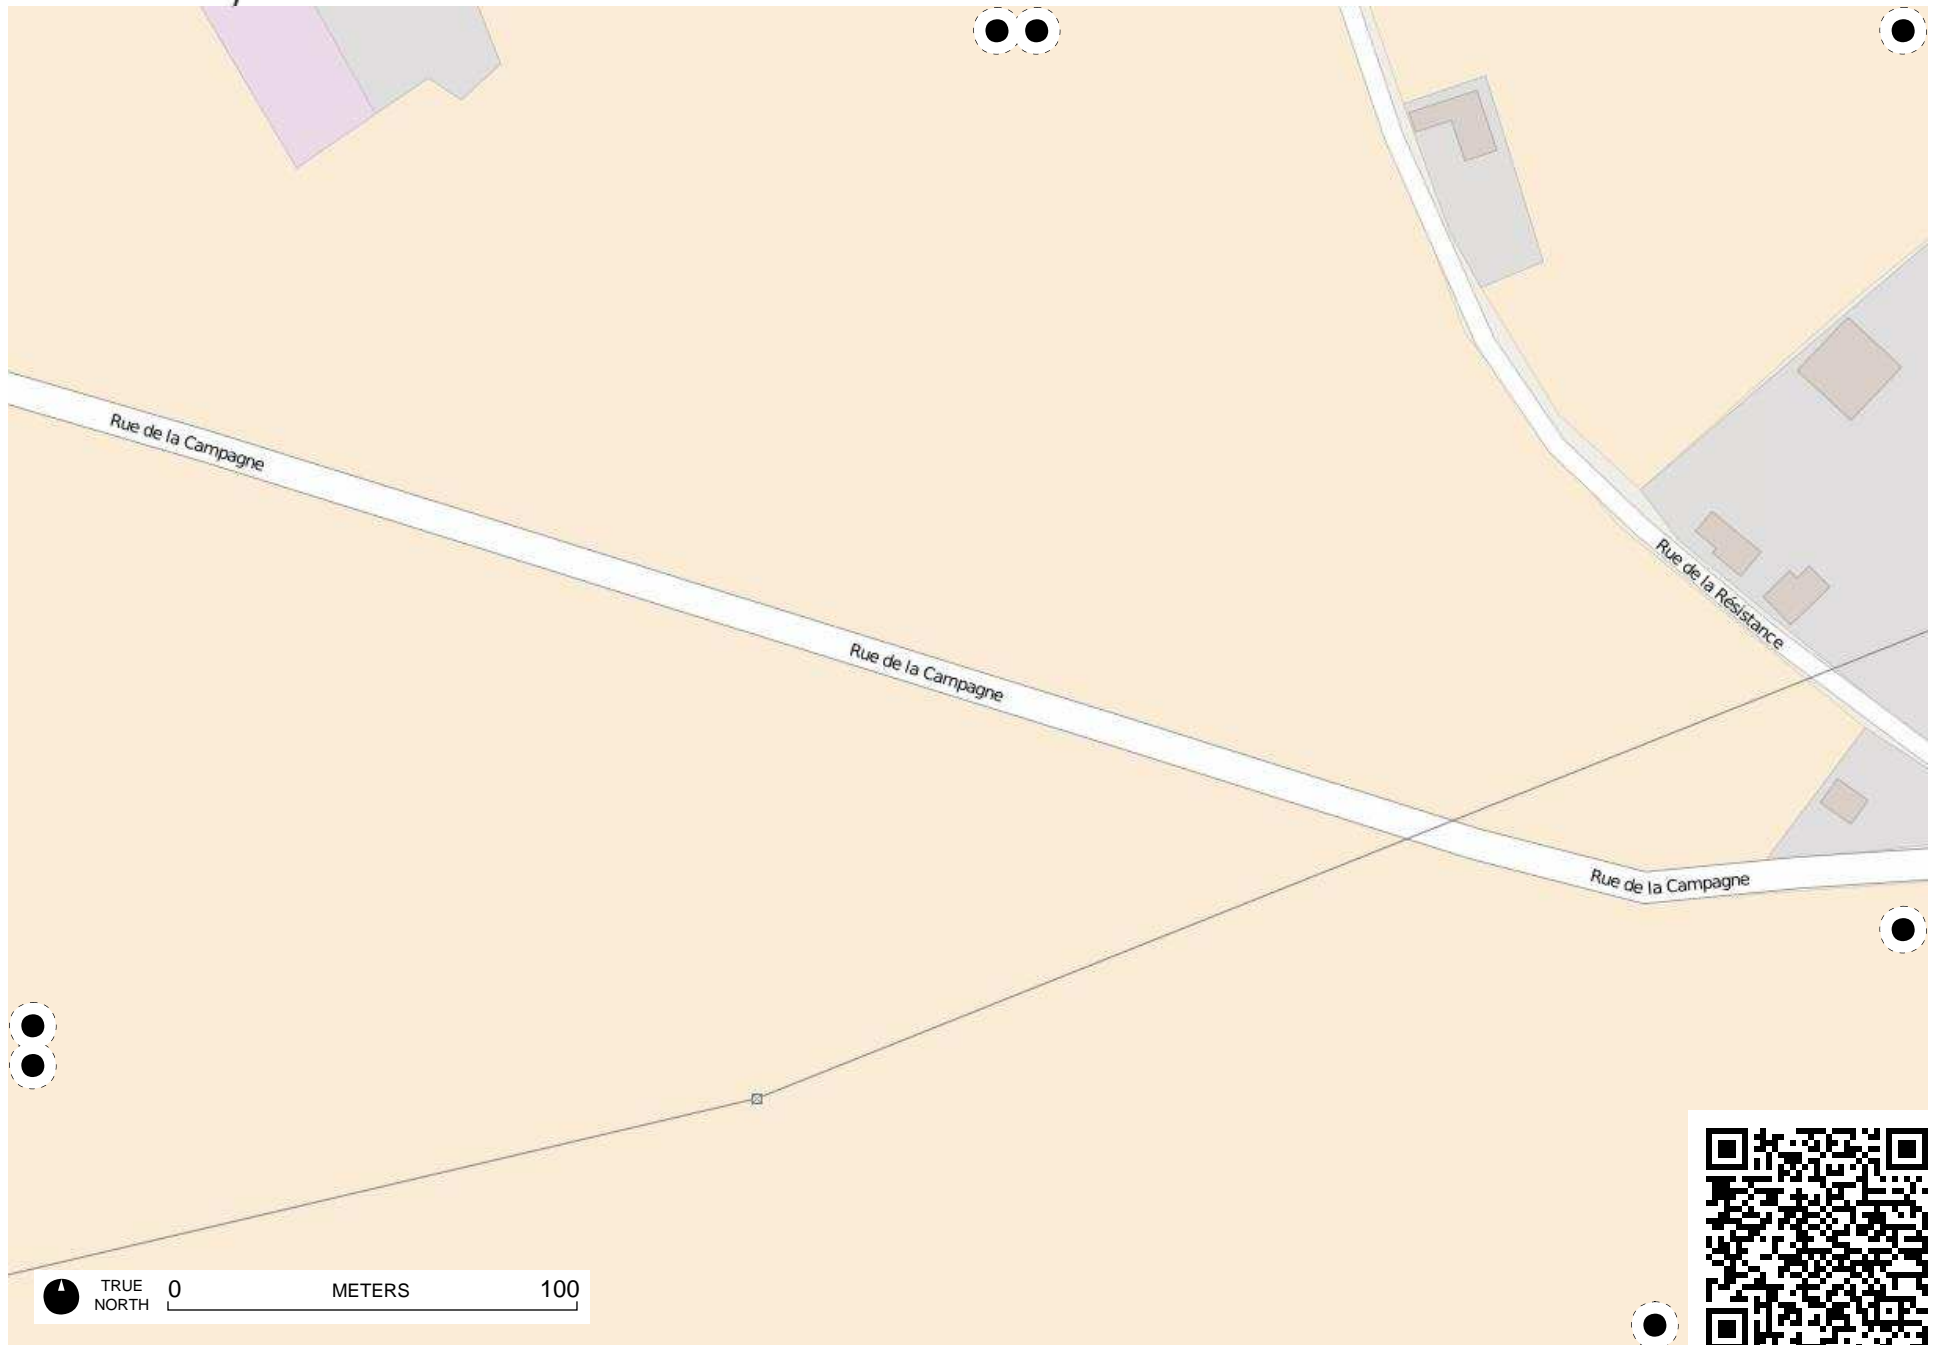 Rue de la Campagne
Rue de la Résistance
Rue de la Campagne
Rue de la Campagne
TRUE NORTH
0 METERS 100